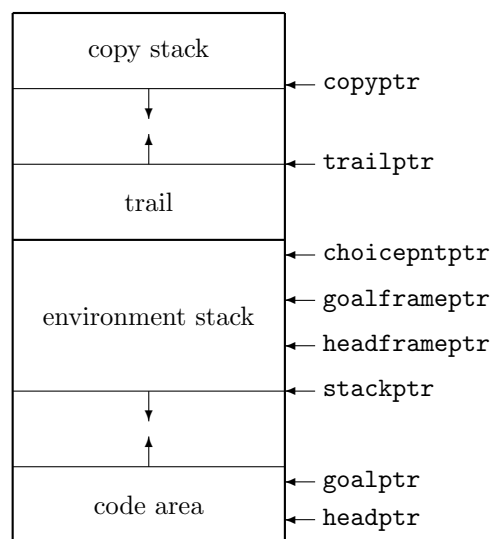 copy stack
copyptr
trailptr
trail
choicepntptr
goalframeptr
environment stack
headframeptr
stackptr
goalptr
code area
headptr